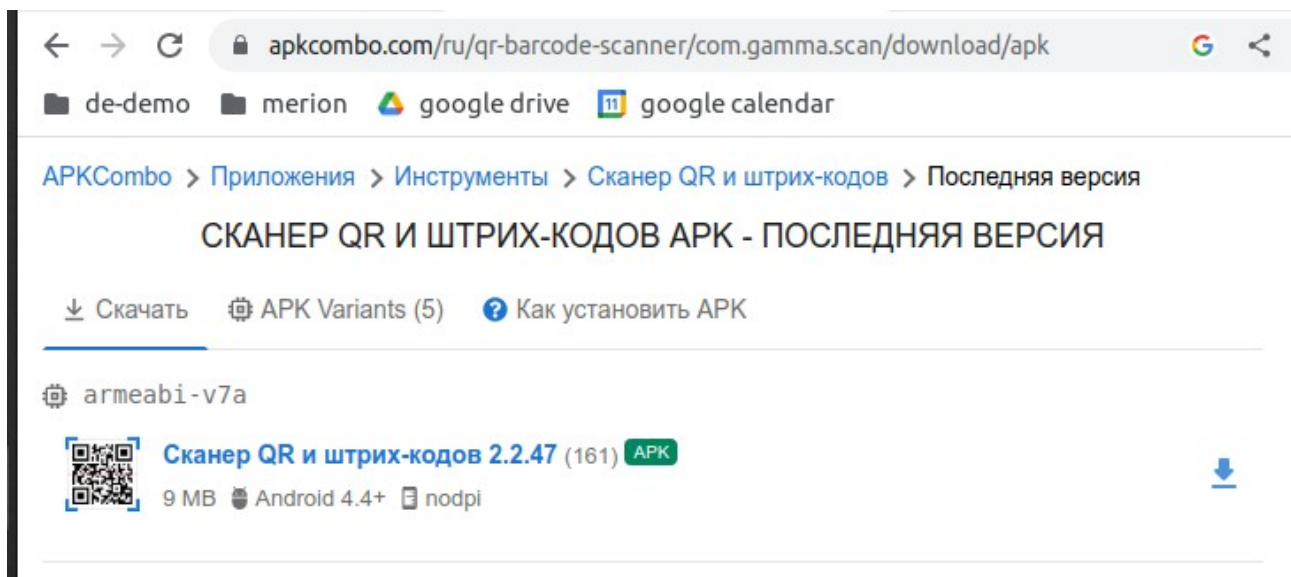 apkcombo.com/ru/qr-barcode-scanner/com.gamma.scan/download/apk
de-demo merion google drive 11 google calendar
APKCombo > Приложения > Инструменты > Сканер QR и штрих-кодов > Последняя версия
СКАНЕР QR И ШТРИХ-КОДОВ APK - ПОСЛЕДНЯЯ ВЕРСИЯ
Скачать APK Variants (5) ? Как установить APK
armeabi-v7a
Сканер QR и штрих-кодов 2.2.47 (161) APK
9 MB Android 4.4+ nodpi